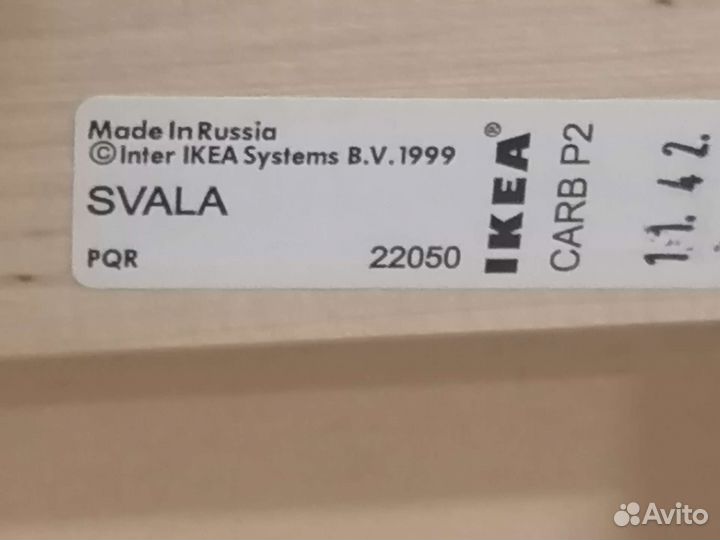 Made In Russia
©Inter IKEA Systems B.V.1999
SVALA
PQR 22050
IKEA®
CARB P2
11.42.
Avito